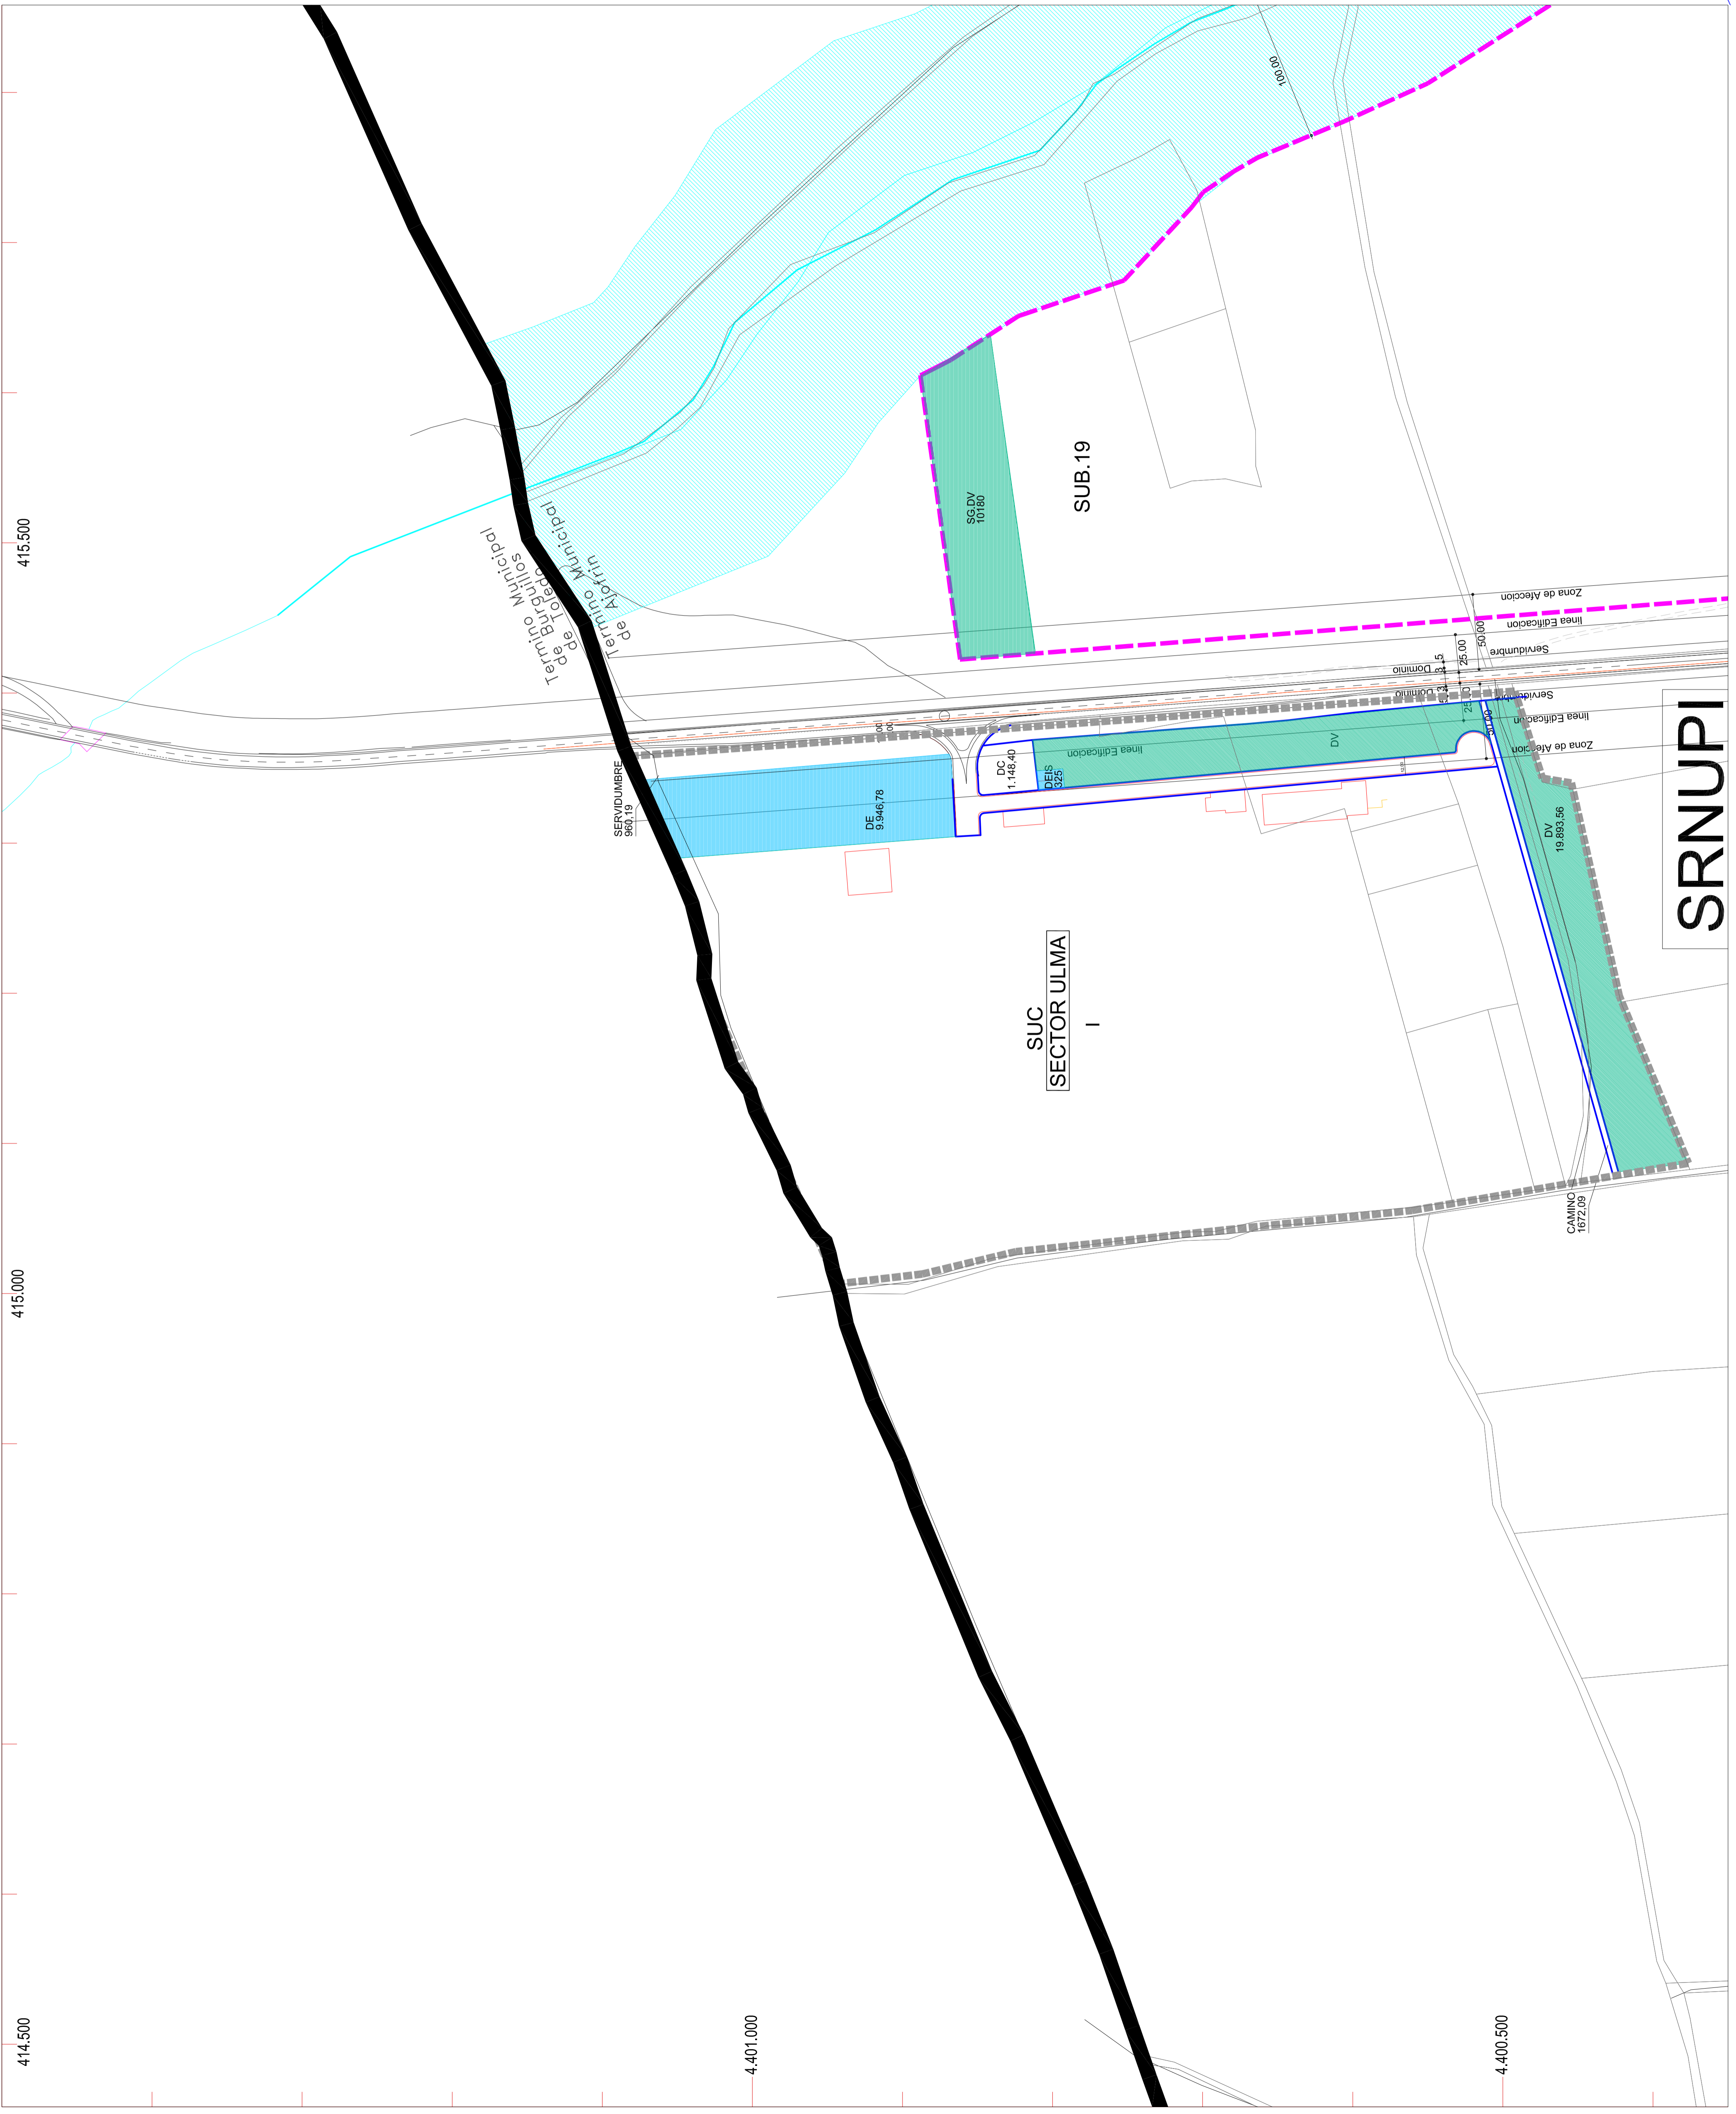 415.500
415.000
414.500
4.401.000
4.400.500
Termino Municipal
de Burguillos
de Toledo
Termino Municipal
de Ajofrin
100.00
SG.DV
10180
SUB.19
Zona de Afeccion
linea Edificacion
Servidumbre
Dominio
50.00
25.00
3
5
Dominio
Servidumbre
linea Edificacion
Zona de Afeccion
3
50.00
SERVIDUMBRE
960,19
DE
9.946,78
DC
1.148,40
DEIS
325
linea Edificacion
DV
DV
19.893,56
SUC
SECTOR ULMA
I
CAMINO
1672,09
SRNUPI